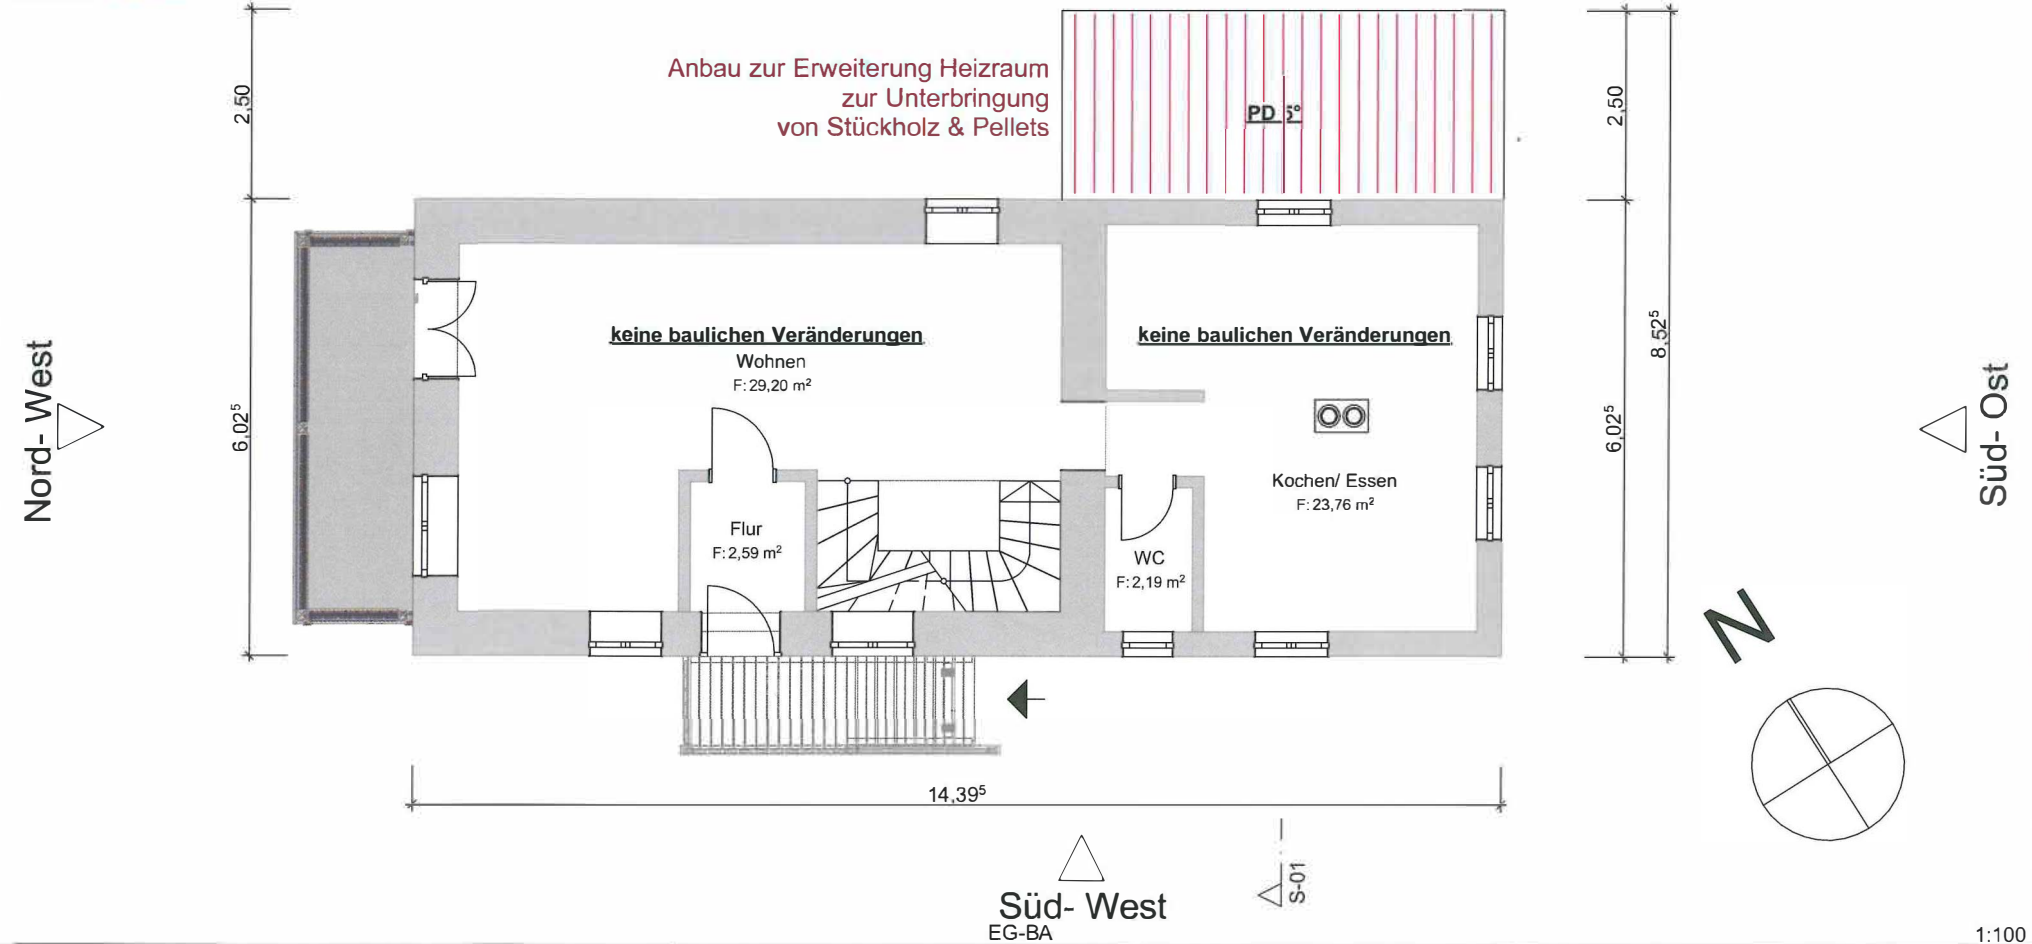 Anbau zur Erweiterung Heizraum
zur Unterbringung
von Stückholz & Pellets
PD 5°
2,50
2,50
keine baulichen Veränderungen
Wohnen
F: 29,20 m²
keine baulichen Veränderungen
8,52⁵
6,02⁵
6,02⁵
Nord- West
Süd- Ost
Kochen/ Essen
F: 23,76 m²
Flur
F: 2,59 m²
WC
F: 2,19 m²
N
14,39⁵
S-01
Süd- West
EG-BA
1:100